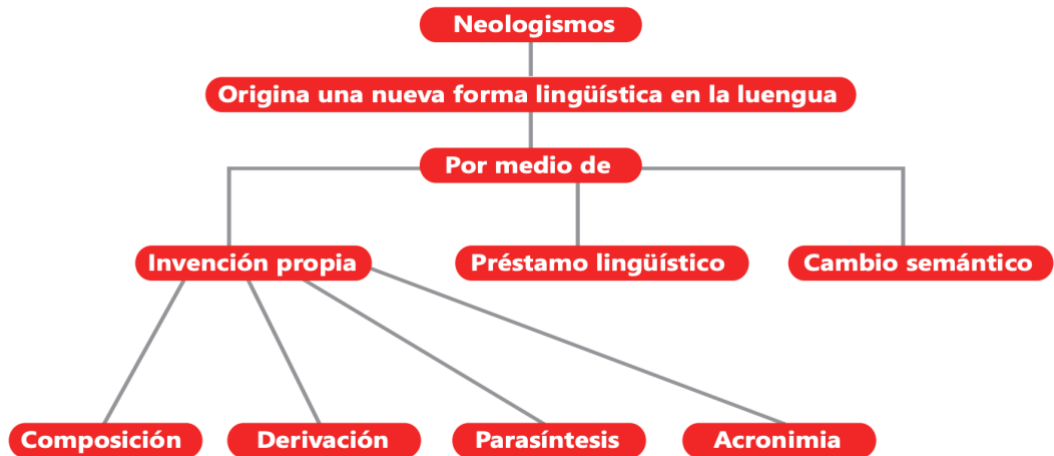 Neologismos
Origina una nueva forma lingüística en la luengua
Por medio de
Invención propia
Préstamo lingüístico
Cambio semántico
Composición
Derivación
Parasíntesis
Acronimia